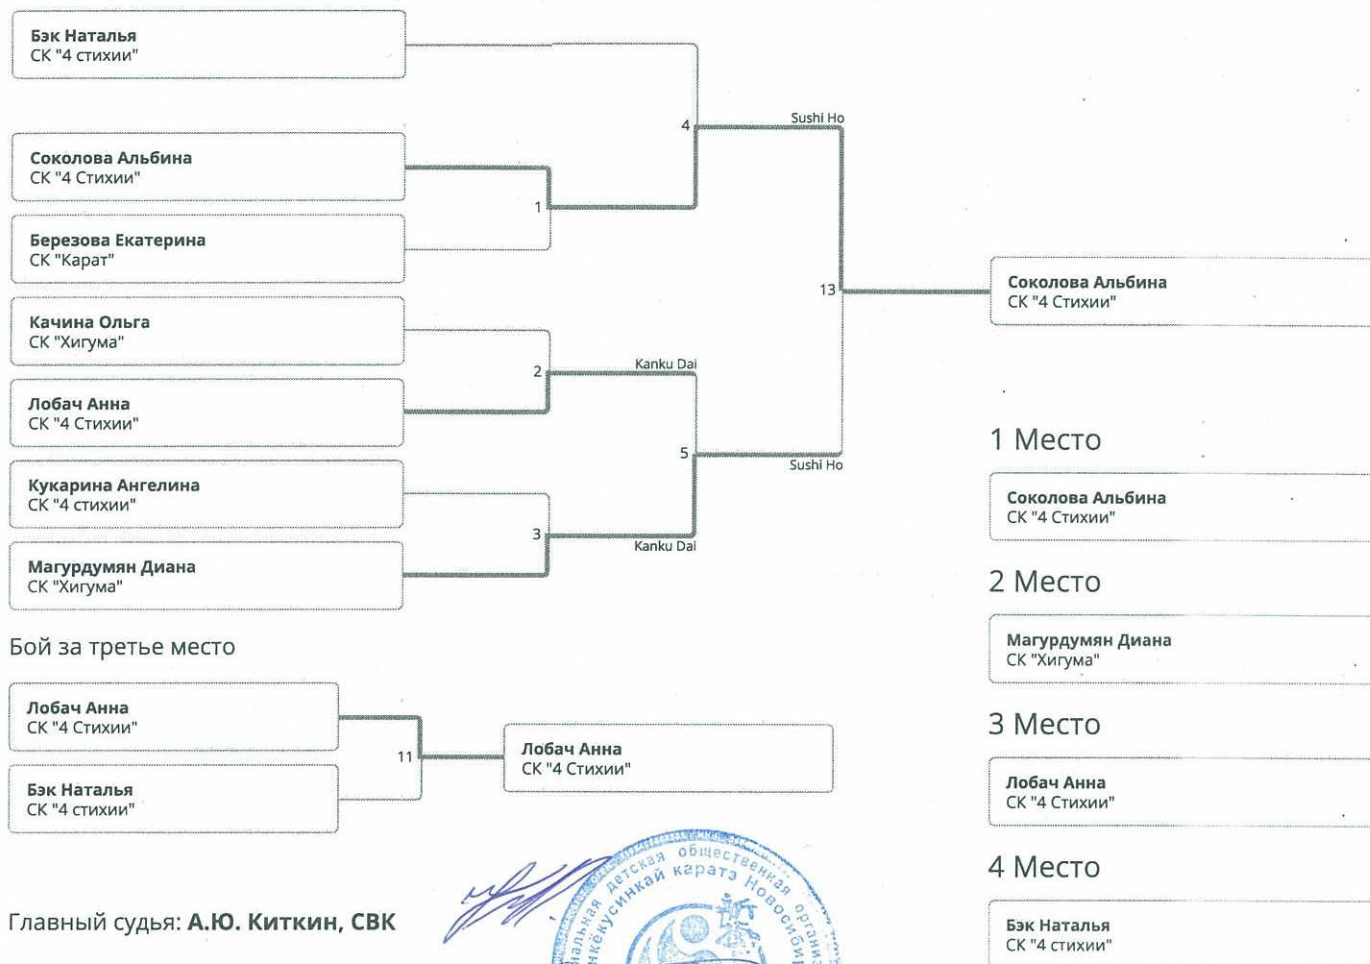 Бэк Наталья
СК "4 стихии"
Соколова Альбина
СК "4 Стихии"
Березова Екатерина
СК "Карат"
Качина Ольга
СК "Хигума"
Лобач Анна
СК "4 Стихии"
Кукарина Ангелина
СК "4 стихии"
Магурдумян Диана
СК "Хигума"
1
2
Kanku Dai
3
Kanku Dai
4
Sushi Ho
5
Sushi Ho
13
Соколова Альбина
СК "4 Стихии"
Бой за третье место
Лобач Анна
СК "4 Стихии"
Бэк Наталья
СК "4 стихии"
11
Лобач Анна
СК "4 Стихии"
1 Место
Соколова Альбина
СК "4 Стихии"
2 Место
Магурдумян Диана
СК "Хигума"
3 Место
Лобач Анна
СК "4 Стихии"
4 Место
Бэк Наталья
СК "4 стихии"
Главный судья: А.Ю. Киткин, СВК
детская общественная
каратэ